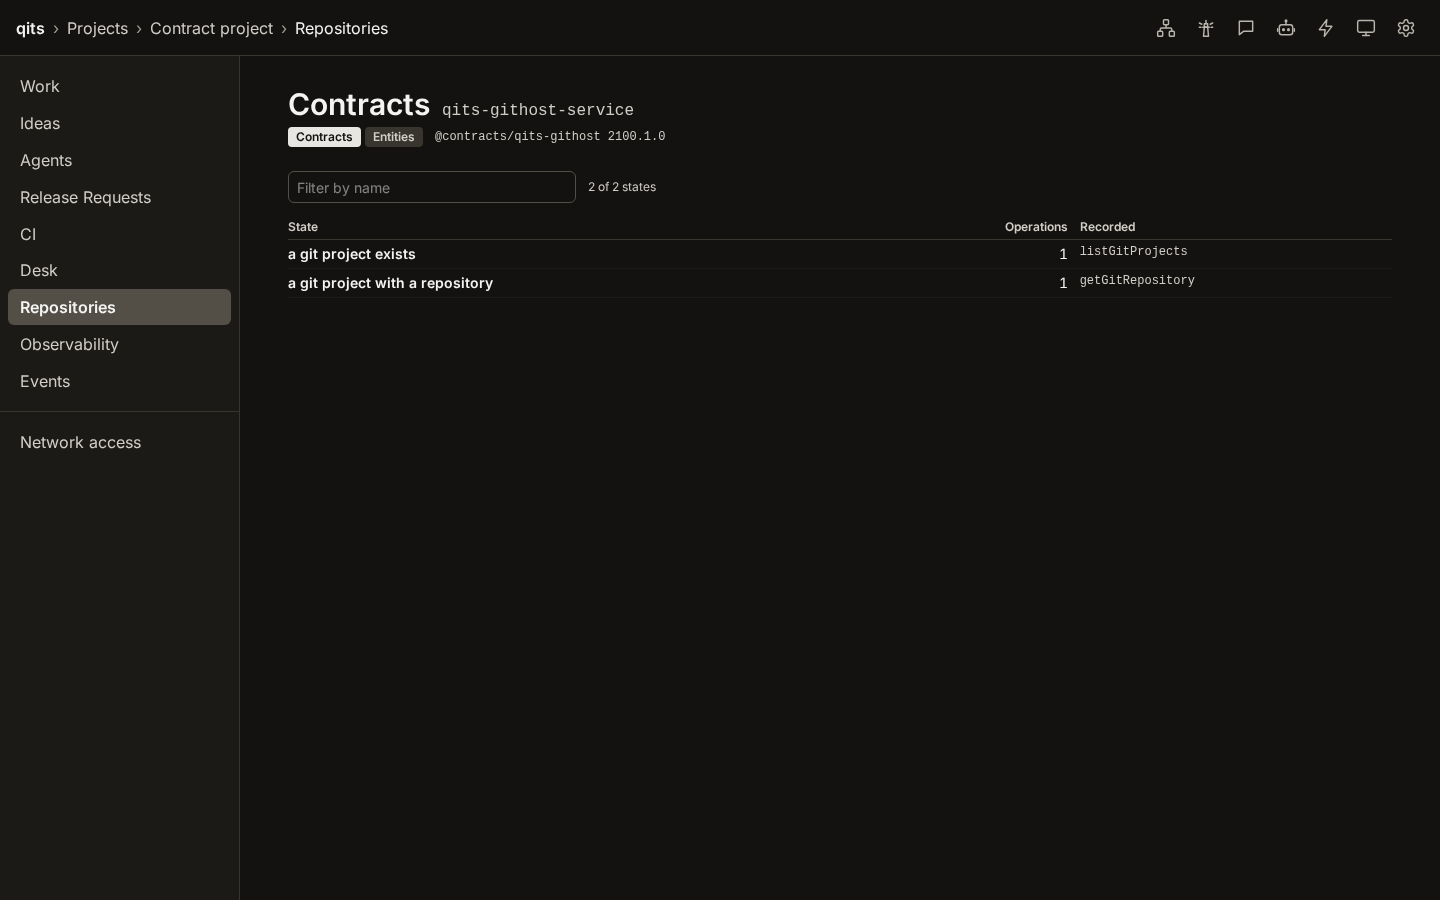 qits › Projects › Contract project › Repositories
Work
Ideas
Agents
Release Requests
CI
Desk
Repositories
Observability
Events
Network access
Contracts qits-githost-service
Contracts Entities @contracts/qits-githost 2100.1.0
Filter by name 2 of 2 states
State Operations Recorded
a git project exists 1 listGitProjects
a git project with a repository 1 getGitRepository